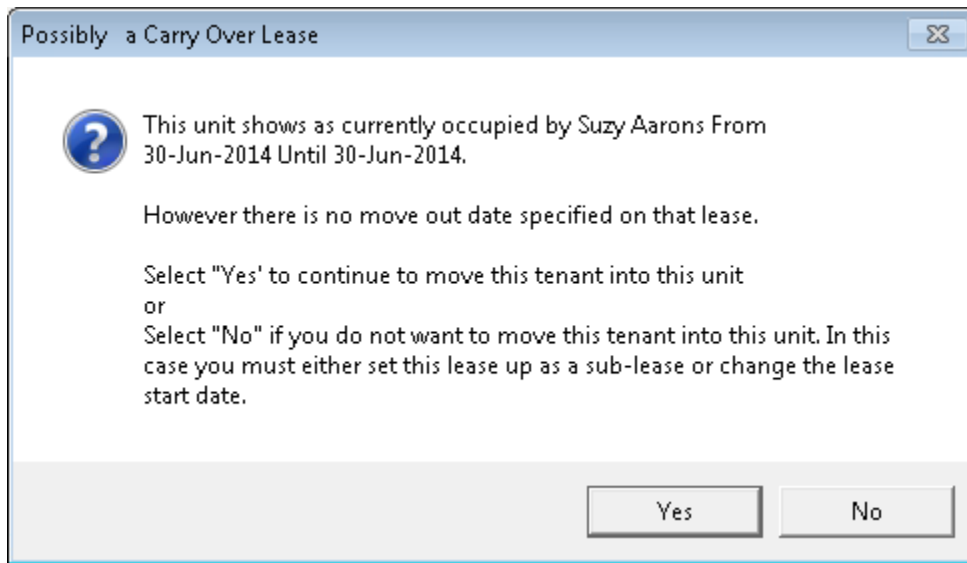 Possibly   a Carry Over Lease
This unit shows as currently occupied by Suzy Aarons From
30-Jun-2014 Until 30-Jun-2014.
However there is no move out date specified on that lease.
Select "Yes' to continue to move this tenant into this unit
or
Select "No" if you do not want to move this tenant into this unit. In this
case you must either set this lease up as a sub-lease or change the lease
start date.
Yes
No